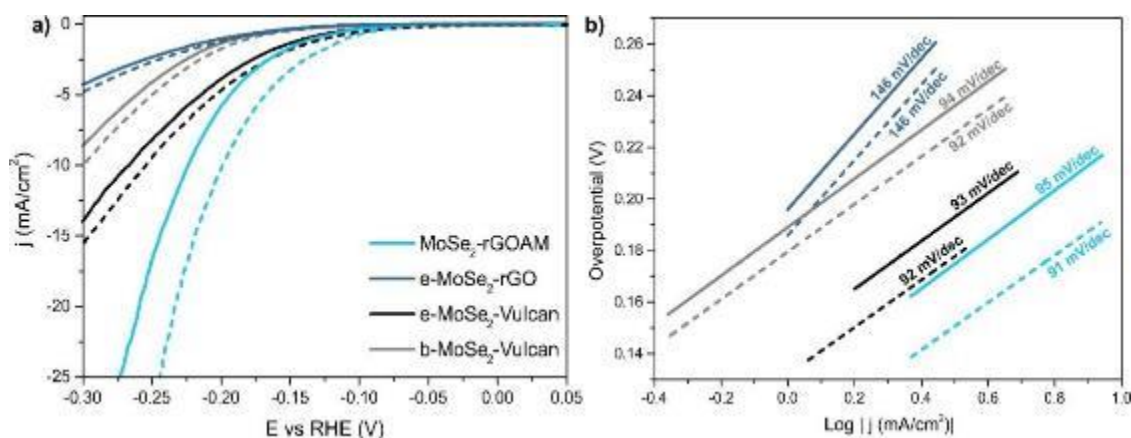 a)
0
-5
-10
-15
-20
-25
j (mA/cm²)
-0.30
-0.25
-0.20
-0.15
-0.10
-0.05
0.00
0.05
E vs RHE (V)
MoSe₂-rGOAM
e-MoSe₂-rGO
e-MoSe₂-Vulcan
b-MoSe₂-Vulcan
b)
0.26
0.24
0.22
0.20
0.18
0.16
0.14
Overpotential (V)
146 mV/dec
146 mV/dec
94 mV/dec
92 mV/dec
93 mV/dec
92 mV/dec
95 mV/dec
91 mV/dec
-0.4
-0.2
0.0
0.2
0.4
0.6
0.8
1.0
Log |j (mA/cm²)|